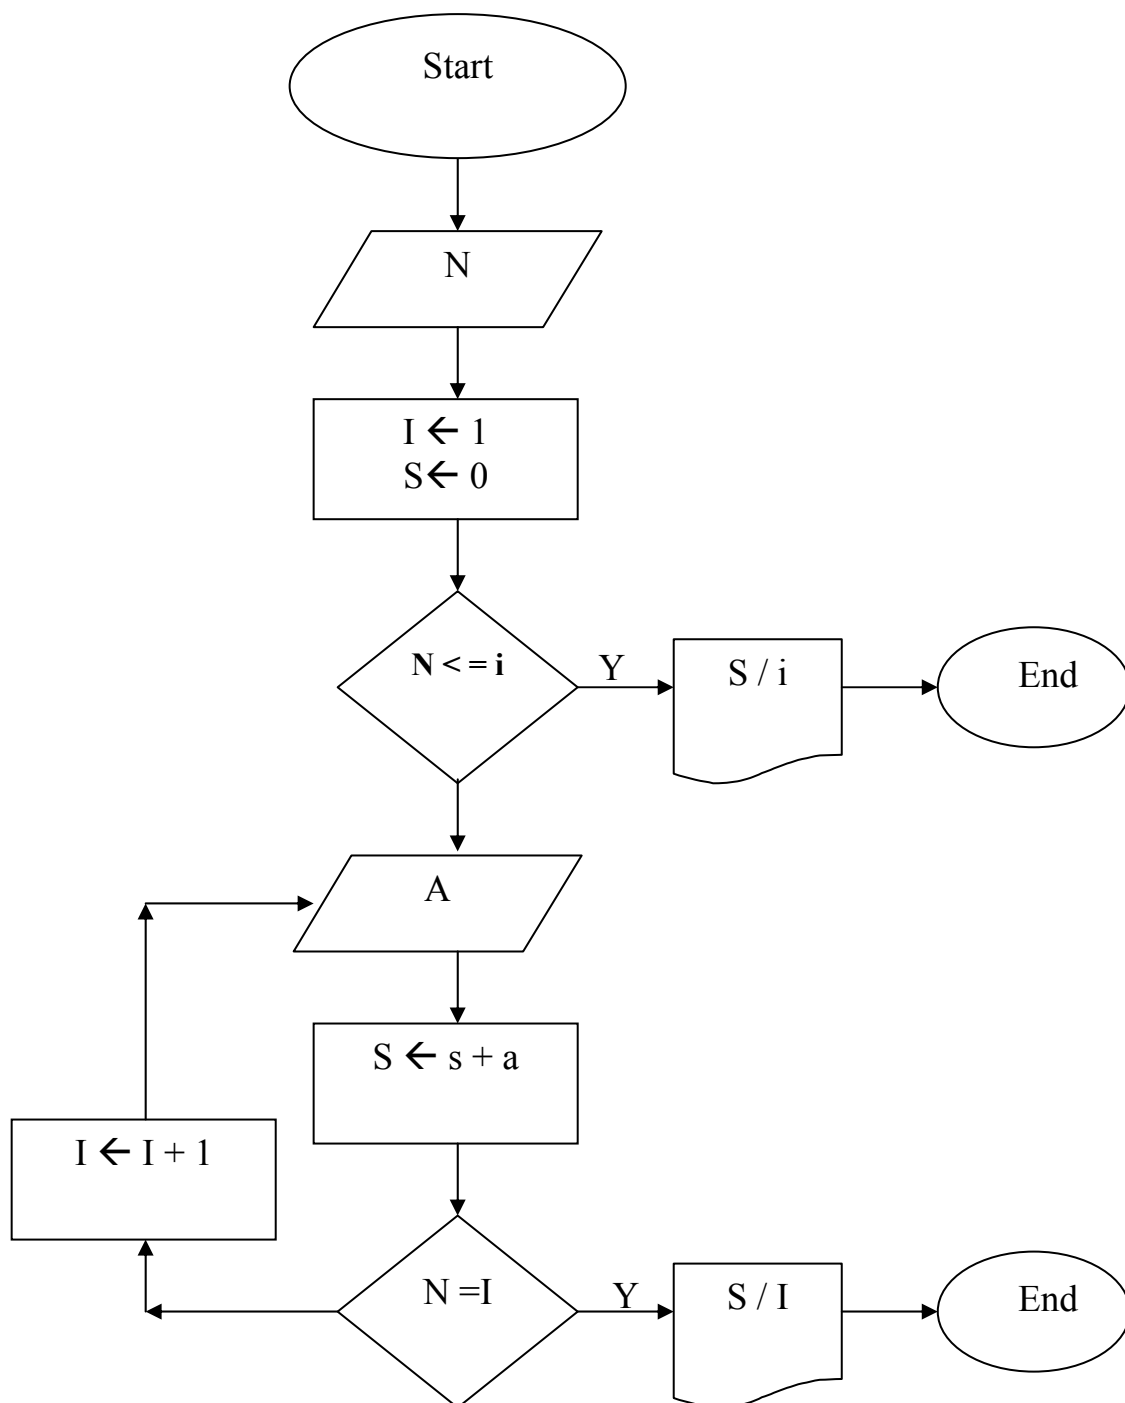 Start
N
I ← 1
S← 0
N < = i
Y
S / i
End
A
S ← s + a
I ← I + 1
N =I
Y
S / I
End